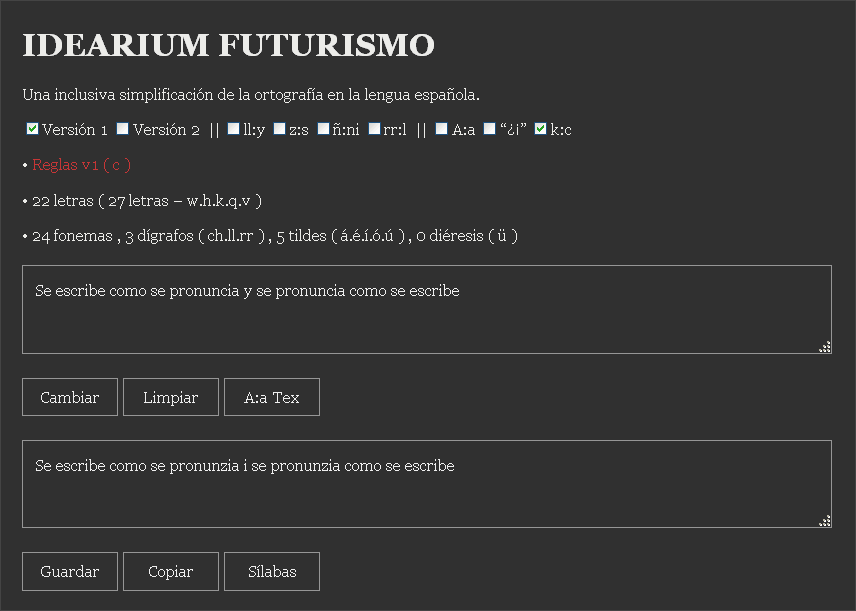 IDEARIUM FUTURISMO
Una inclusiva simplificación de la ortografía en la lengua española.
Versión 1 Versión 2 || ll:y z:s ñ:ni rr:l || A:a “¿¡” k:c
• Reglas v1 ( c )
• 22 letras ( 27 letras – w.h.k.q.v )
• 24 fonemas , 3 dígrafos ( ch.ll.rr ) , 5 tildes ( á.é.í.ó.ú ) , 0 diéresis ( ü )
Se escribe como se pronuncia y se pronuncia como se escribe
Cambiar Limpiar A:a Tex
Se escribe como se pronunzia i se pronunzia como se escribe
Guardar Copiar Sílabas